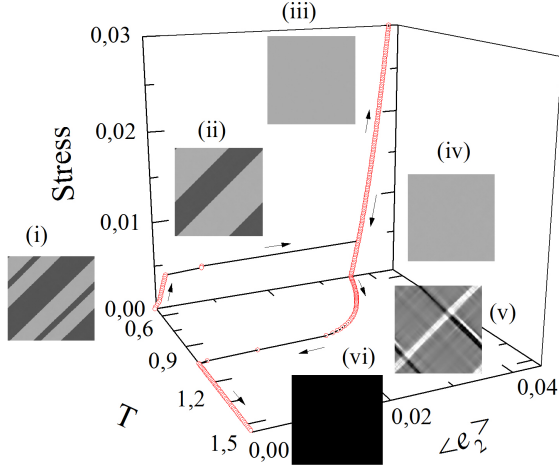 (iii)
0,03
(ii)
0,02
(iv)
Stress
0,01
(i)
(v)
0,00
0,6
0,9
(vi)
0,04
1,2
0,02
T
1,5
0,00
<e₂>